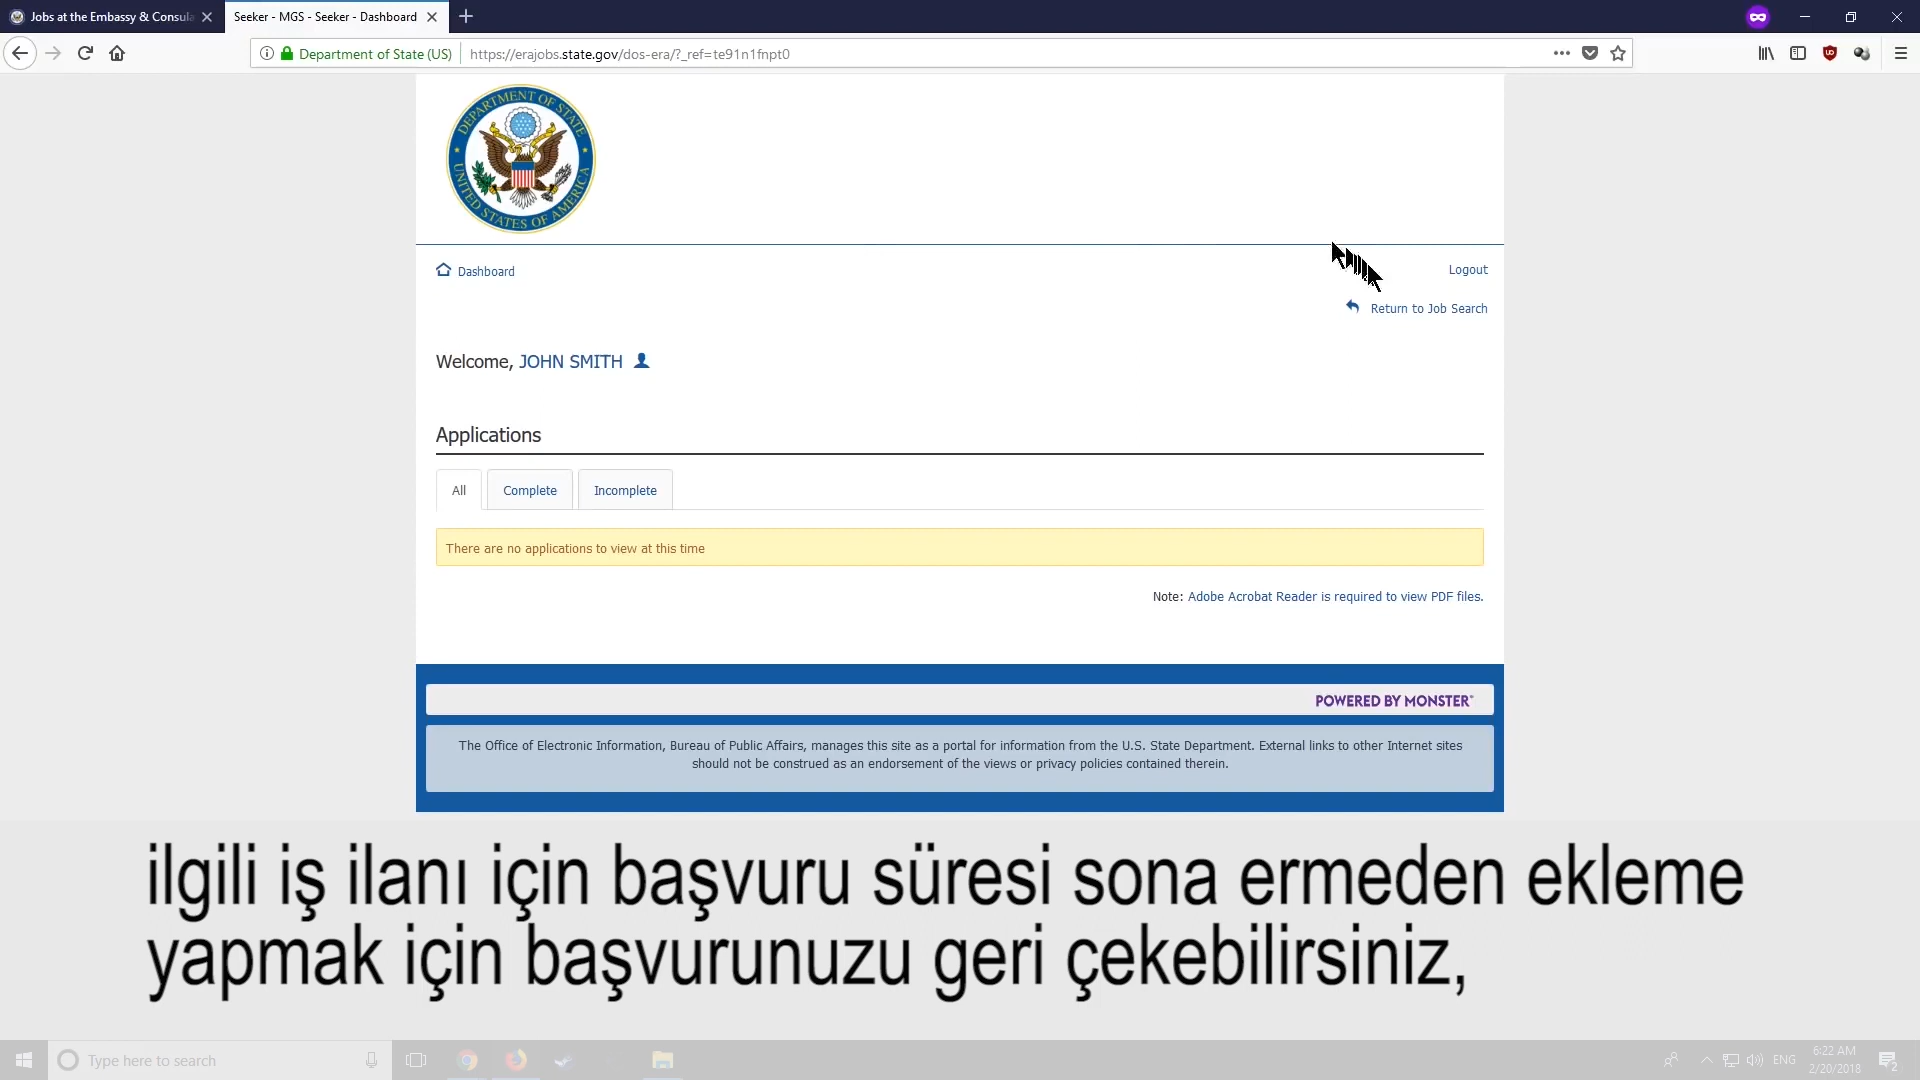 Jobs at the Embassy & Consula
Seeker - MGS - Seeker - Dashboard
Department of State (US)
https://erajobs.state.gov/dos-era/?_ref=te91n1fnpt0
DEPARTMENT OF STATE
UNITED STATES OF AMERICA
Dashboard
Logout
Return to Job Search
Welcome, JOHN SMITH
Applications
All
Complete
Incomplete
There are no applications to view at this time
Note: Adobe Acrobat Reader is required to view PDF files.
POWERED BY MONSTER
The Office of Electronic Information, Bureau of Public Affairs, manages this site as a portal for information from the U.S. State Department. External links to other Internet sites
should not be construed as an endorsement of the views or privacy policies contained therein.
ilgili iş ilanı için başvuru süresi sona ermeden ekleme
yapmak için başvurunuzu geri çekebilirsiniz,
Type here to search
ENG
6:22 AM
2/20/2018
2